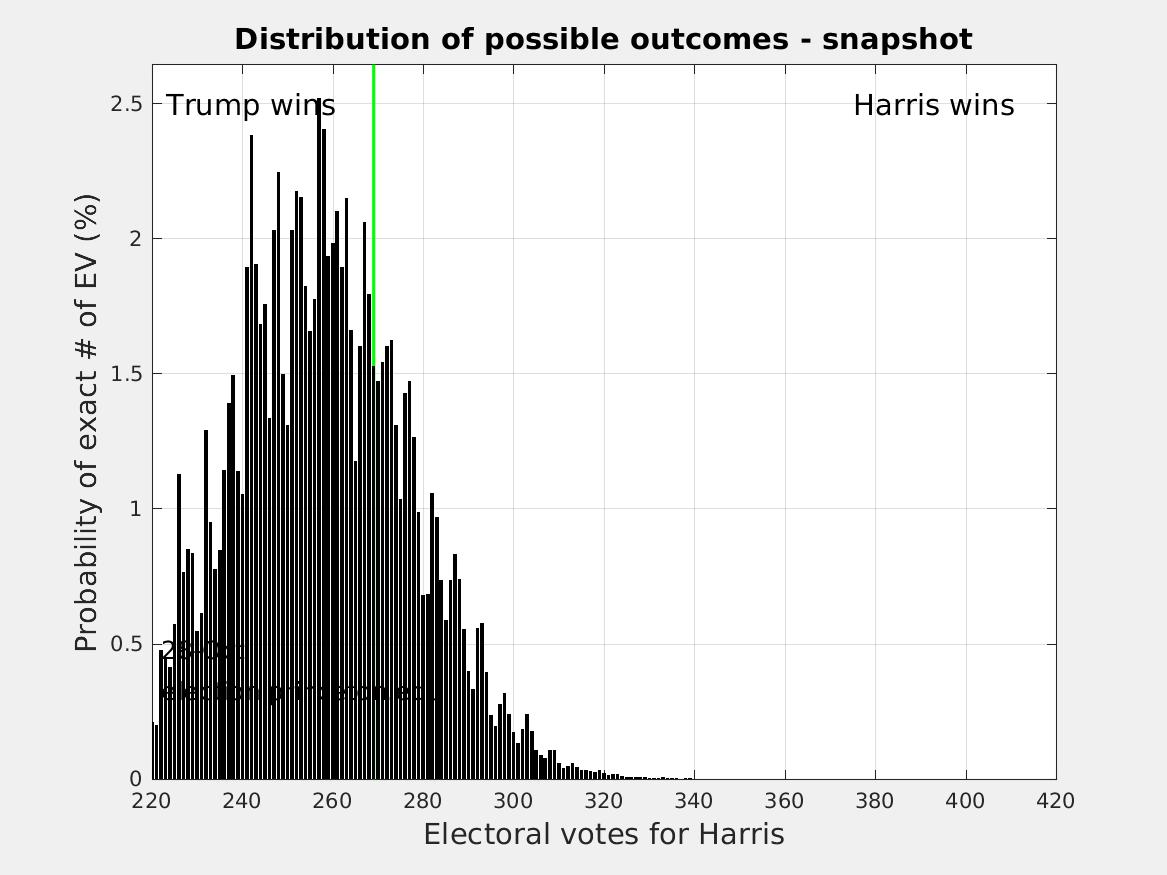 Distribution of possible outcomes - snapshot
Trump wins
Harris wins
2.5
2
1.5
1
0.5
0
Probability of exact # of EV (%)
220 240 260 280 300 320 340 360 380 400 420
Electoral votes for Harris